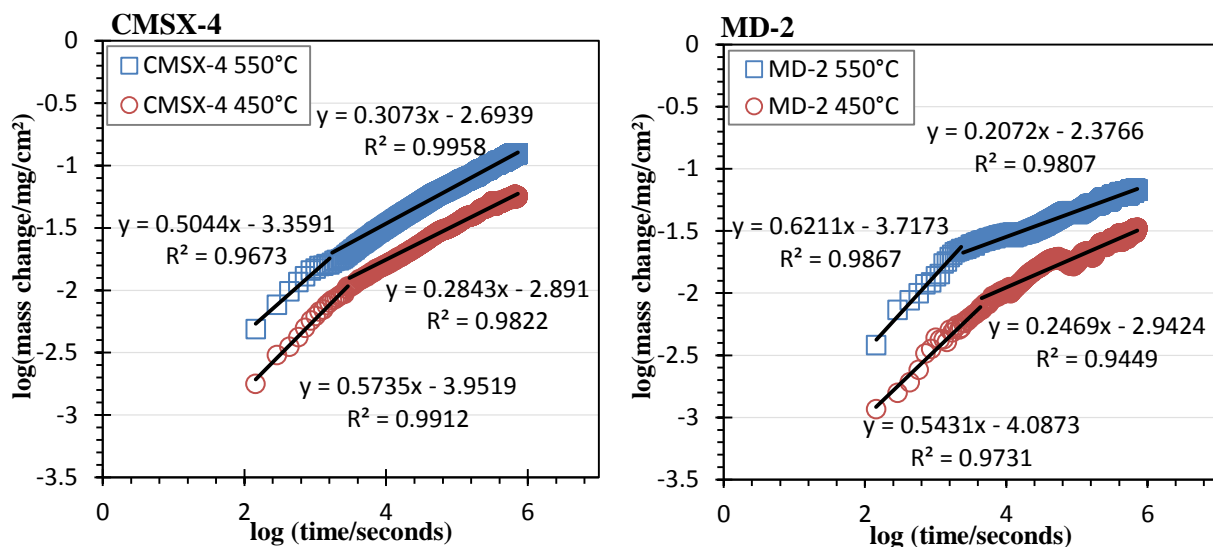 CMSX-4
0
-0.5
-1
-1.5
-2
-2.5
-3
-3.5
0
2
4
6
log(mass change/mg/cm²)
log (time/seconds)
CMSX-4 550°C
CMSX-4 450°C
y = 0.3073x - 2.6939
R² = 0.9958
y = 0.5044x - 3.3591
R² = 0.9673
y = 0.2843x - 2.891
R² = 0.9822
y = 0.5735x - 3.9519
R² = 0.9912
MD-2
0
-0.5
-1
-1.5
-2
-2.5
-3
-3.5
0
2
4
6
log(mass change/mg/cm²)
log (time/seconds)
MD-2 550°C
MD-2 450°C
y = 0.2072x - 2.3766
R² = 0.9807
y = 0.6211x - 3.7173
R² = 0.9867
y = 0.2469x - 2.9424
R² = 0.9449
y = 0.5431x - 4.0873
R² = 0.9731